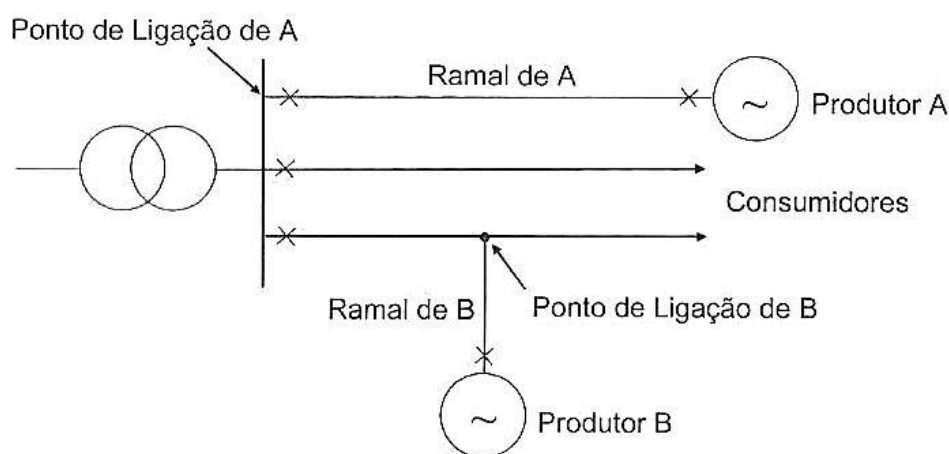 Ponto de Ligação de A
Ramal de A
~
Produtor A
Consumidores
Ramal de B
Ponto de Ligação de B
~
Produtor B